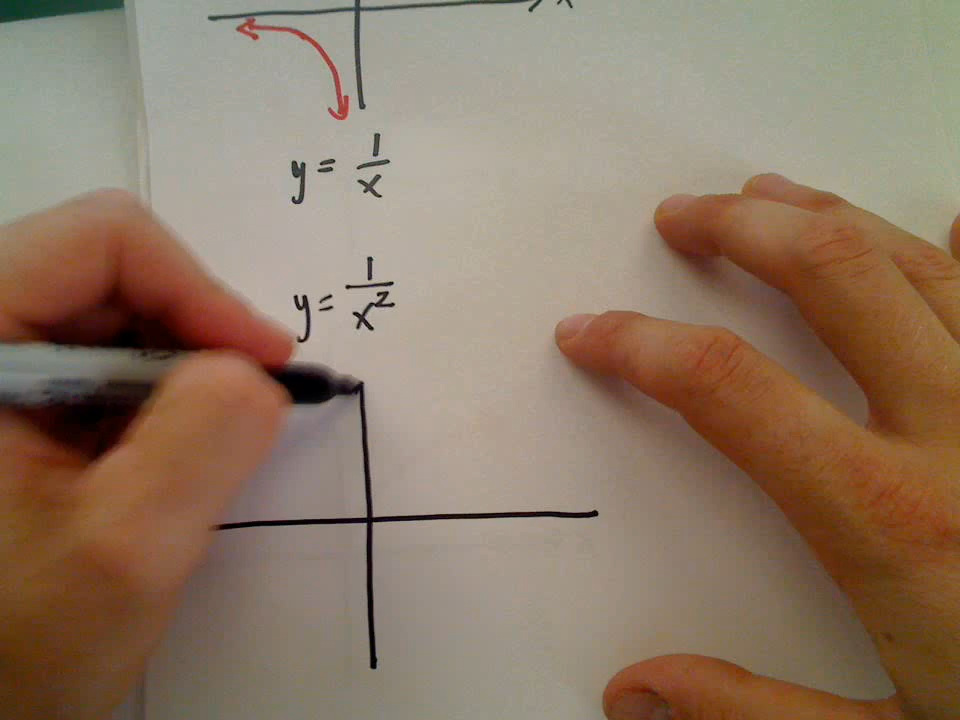 x
y = 1/x
y = 1/x²